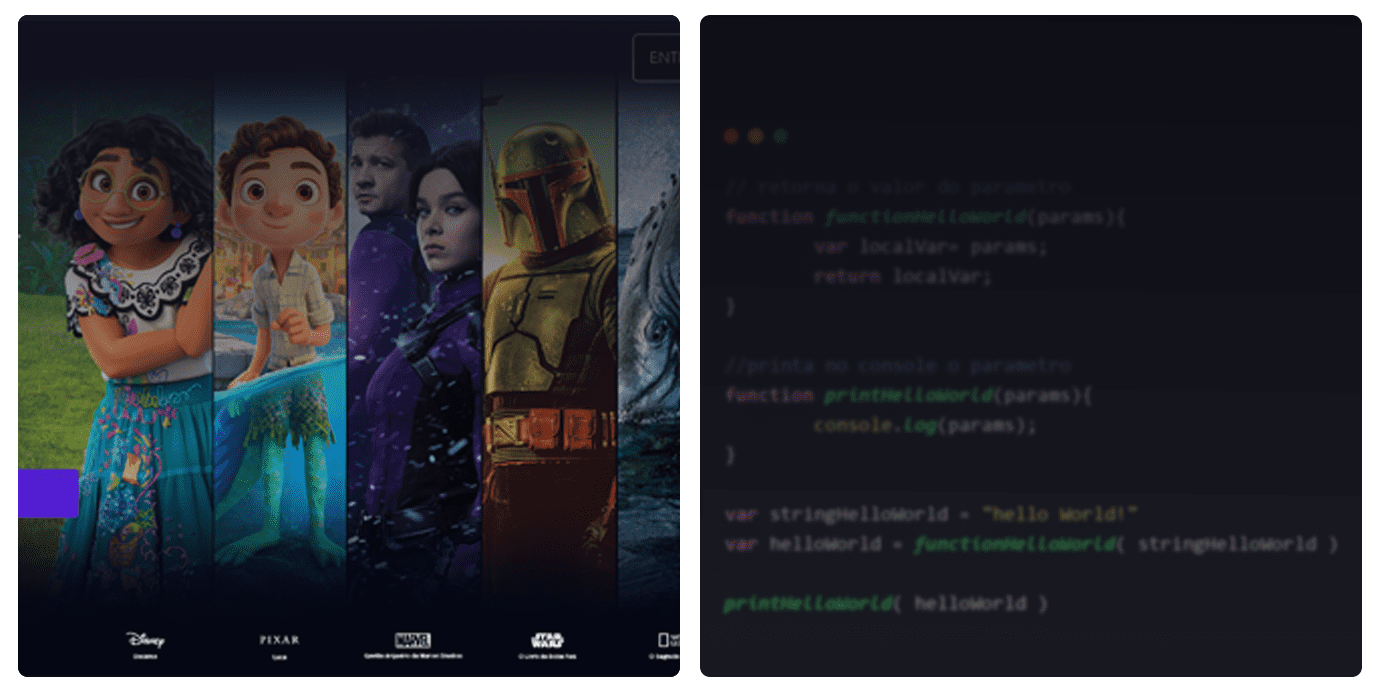 ENT
Disney
PIXAR
MARVEL
STAR
WARS
Encanto
Luca
Gavião Arqueiro da Marvel Studios
O Livro de Boba Fett
// retorna o valor do parametro
function functionHelloWorld(params){
var localVar= params;
return localVar;
}
//printa no console o parametro
function printHelloWorld(params){
console.log(params);
}
var stringHelloWorld = "hello World!"
var helloWorld = functionHelloWorld( stringHelloWorld )
printHelloWorld( helloWorld )